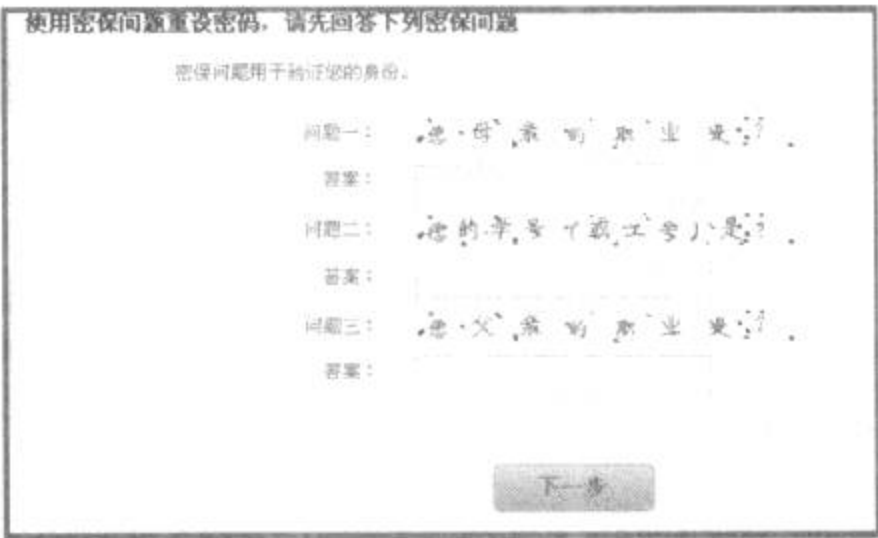 使用密保问题重设密码，请先回答下列密保问题
密保问题用于验证您的身份。
问题一： 您母亲的职业是？
答案：
问题二： 您的学号（或工号）是？
答案：
问题三： 您父亲的职业是？
答案：
下一步